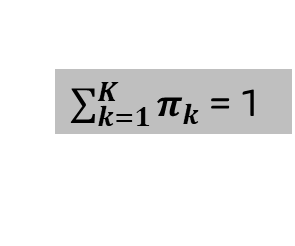 ∑_{k=1}^{K} π_k = 1